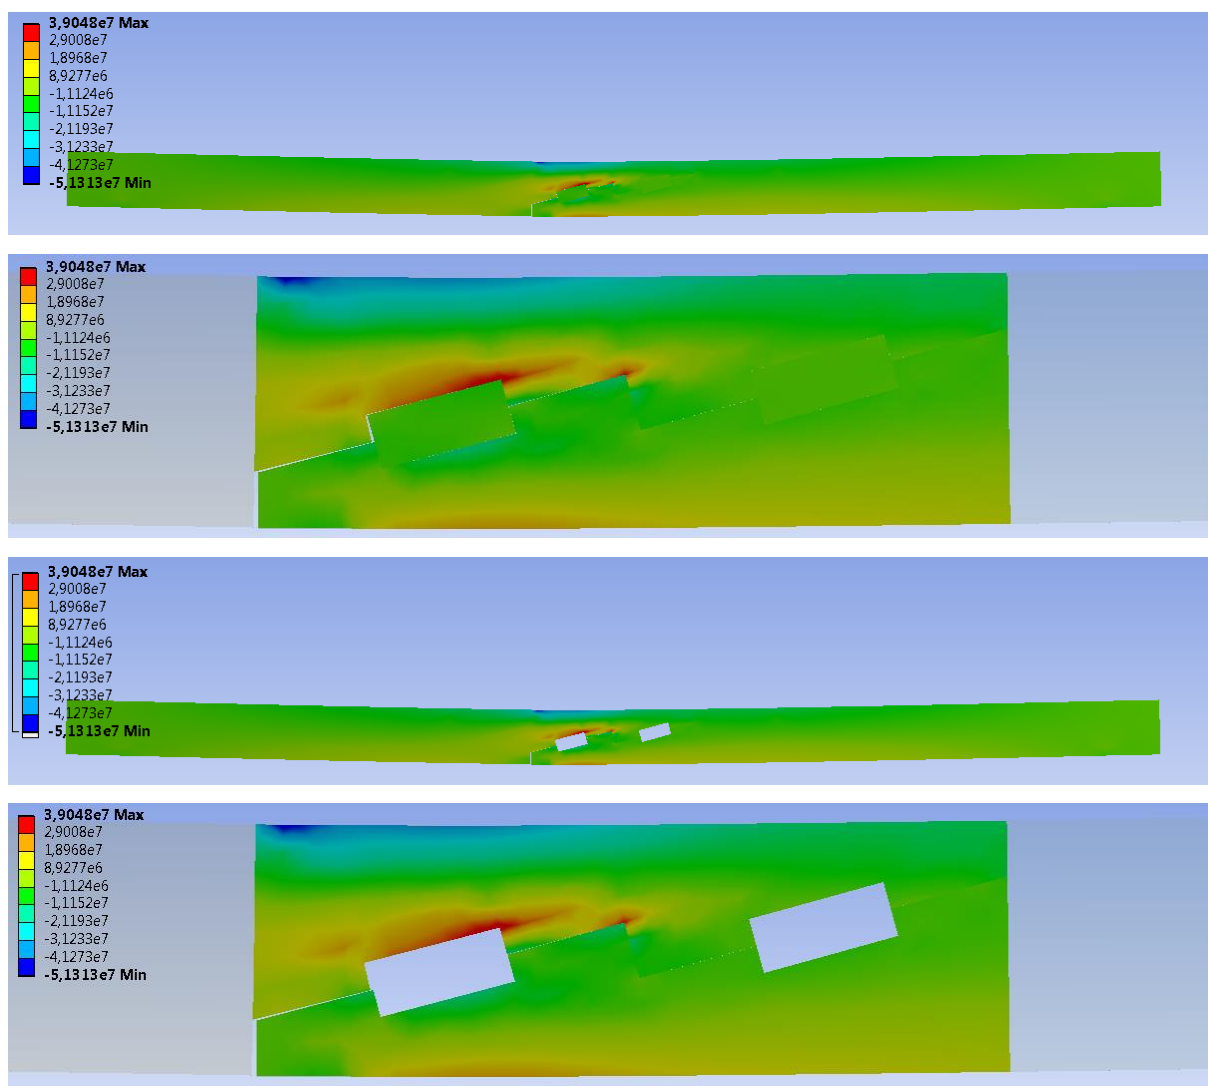 3,9048e7 Max
2,9008e7
1,8968e7
8,9277e6
-1,1124e6
-1,1152e7
-2,1193e7
-3,1233e7
-4,1273e7
-5,1313e7 Min
3,9048e7 Max
2,9008e7
1,8968e7
8,9277e6
-1,1124e6
-1,1152e7
-2,1193e7
-3,1233e7
-4,1273e7
-5,1313e7 Min
3,9048e7 Max
2,9008e7
1,8968e7
8,9277e6
-1,1124e6
-1,1152e7
-2,1193e7
-3,1233e7
-4,1273e7
-5,1313e7 Min
3,9048e7 Max
2,9008e7
1,8968e7
8,9277e6
-1,1124e6
-1,1152e7
-2,1193e7
-3,1233e7
-4,1273e7
-5,1313e7 Min